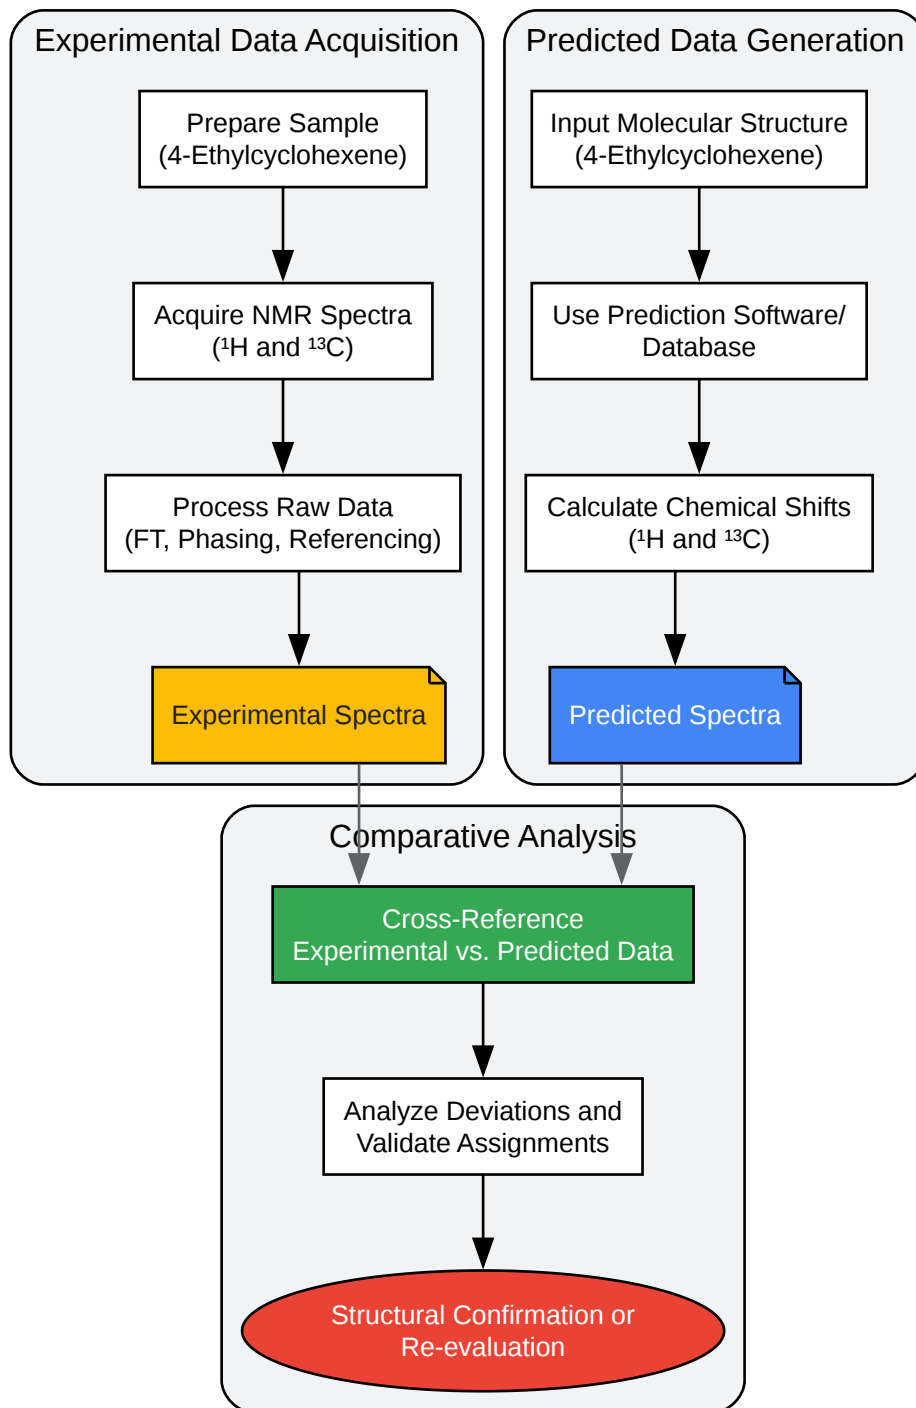 Experimental Data Acquisition
Prepare Sample
(4-Ethylcyclohexene)
Acquire NMR Spectra
(¹H and ¹³C)
Process Raw Data
(FT, Phasing, Referencing)
Experimental Spectra
Predicted Data Generation
Input Molecular Structure
(4-Ethylcyclohexene)
Use Prediction Software/
Database
Calculate Chemical Shifts
(¹H and ¹³C)
Predicted Spectra
Comparative Analysis
Cross-Reference
Experimental vs. Predicted Data
Analyze Deviations and
Validate Assignments
Structural Confirmation or
Re-evaluation